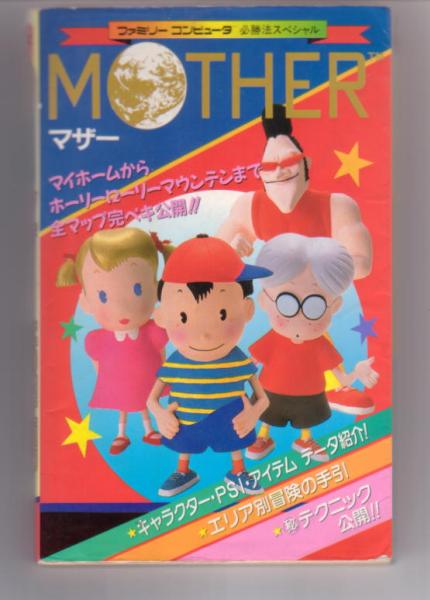 ファミリーコンピュータ 必勝法スペシャル
MOTHER
マザー
マイホームから
ホーリーローリーマウンテンまで
全マップ完ペキ公開!!
★キャラクター・PSI・アイテム データ紹介!
★エリア別冒険の手引
★㊙テクニック
公開!!